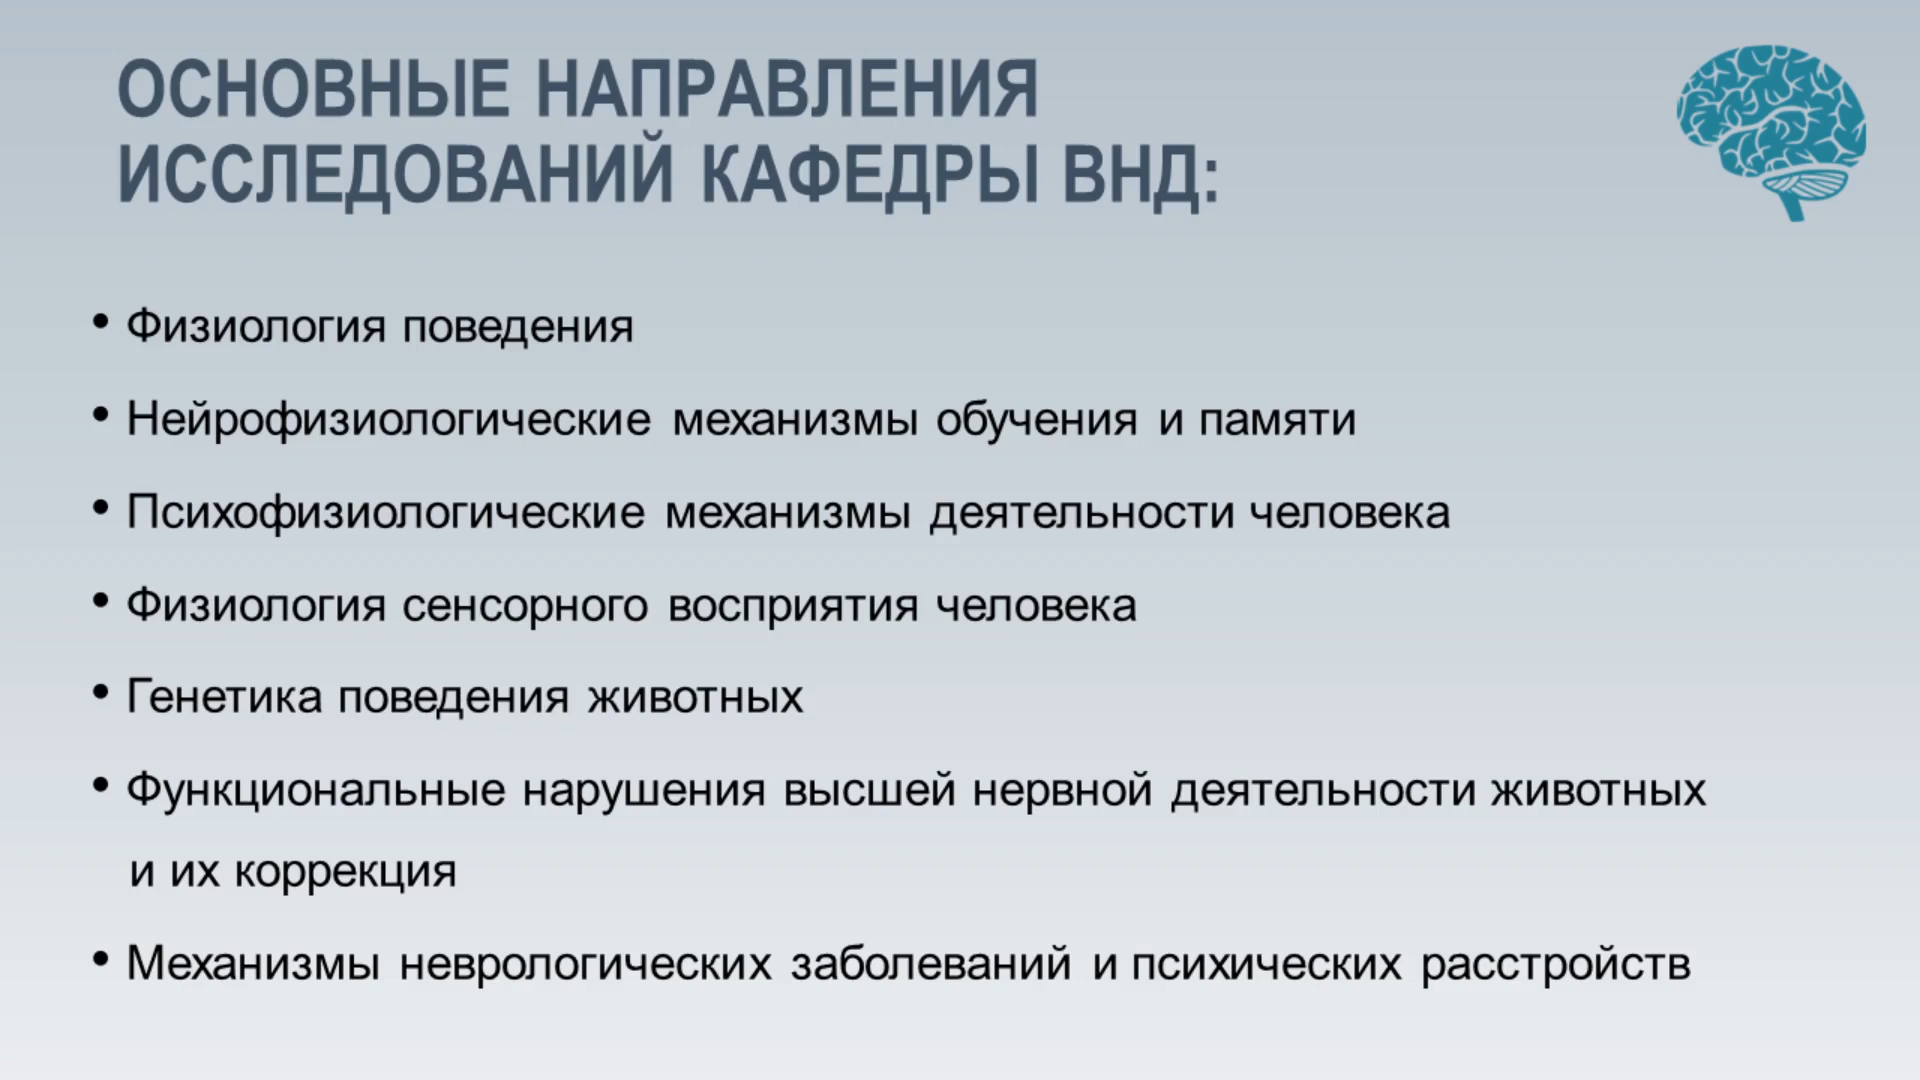 ОСНОВНЫЕ НАПРАВЛЕНИЯ
ИССЛЕДОВАНИЙ КАФЕДРЫ ВНД:
• Физиология поведения
• Нейрофизиологические механизмы обучения и памяти
• Психофизиологические механизмы деятельности человека
• Физиология сенсорного восприятия человека
• Генетика поведения животных
• Функциональные нарушения высшей нервной деятельности животных
и их коррекция
• Механизмы неврологических заболеваний и психических расстройств